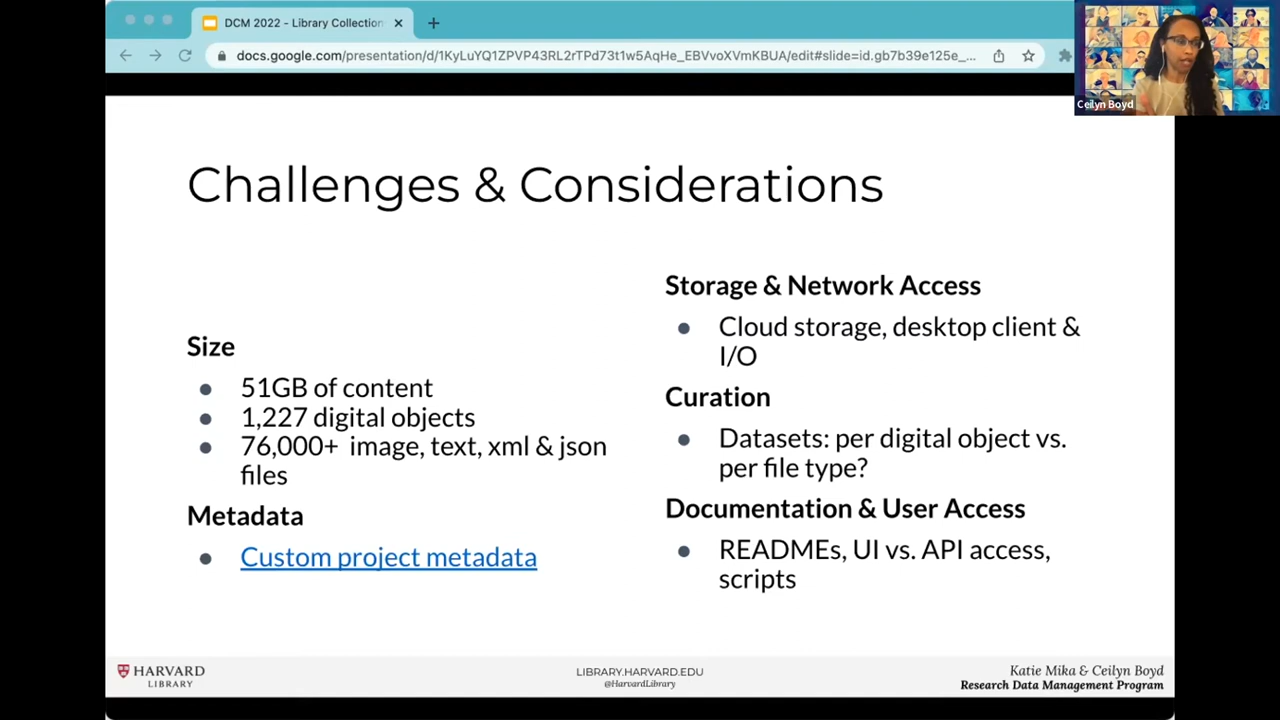 DCM 2022 - Library Collection
docs.google.com/presentation/d/1KyLuYQ1ZPVP43RL2rTPd73t1w5AqHe_EBVvoXVmKBUA/edit#slide=id.gb7b39e125e_...
Ceilyn Boyd
Challenges & Considerations
Size
● 51GB of content
● 1,227 digital objects
● 76,000+ image, text, xml & json
files
Metadata
● Custom project metadata
Storage & Network Access
● Cloud storage, desktop client &
I/O
Curation
● Datasets: per digital object vs.
per file type?
Documentation & User Access
● READMEs, UI vs. API access,
scripts
HARVARD
LIBRARY
LIBRARY.HARVARD.EDU
@HarvardLibrary
Katie Mika & Ceilyn Boyd
Research Data Management Program